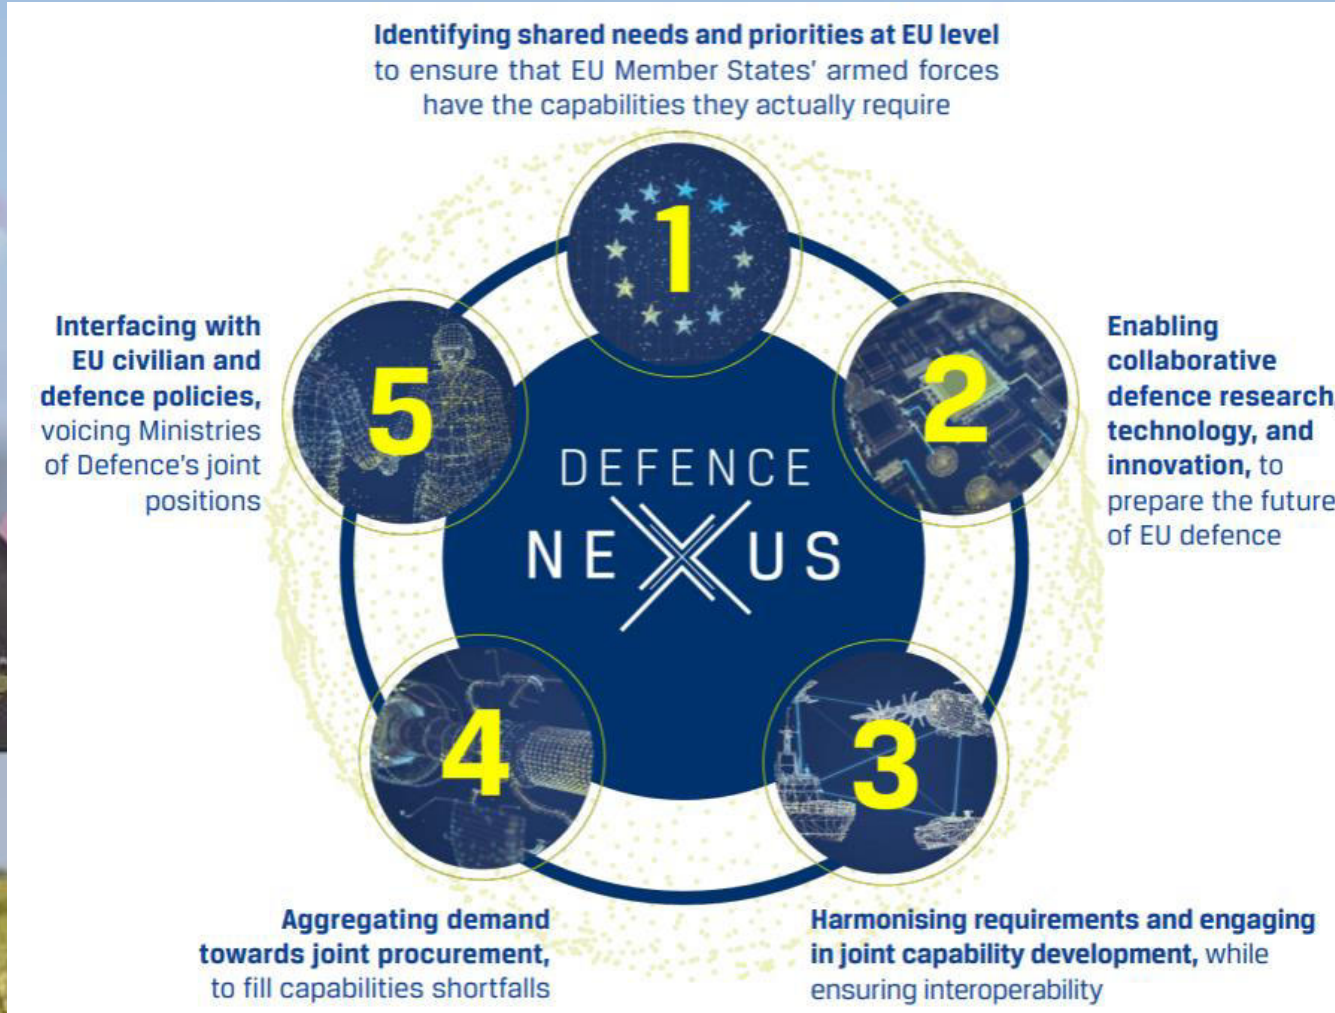 Identifying shared needs and priorities at EU level
to ensure that EU Member States' armed forces
have the capabilities they actually require
1
2
Enabling
collaborative
defence research,
technology, and
innovation, to
prepare the future
of EU defence
3
Harmonising requirements and engaging
in joint capability development, while
ensuring interoperability
4
Aggregating demand
towards joint procurement,
to fill capabilities shortfalls
5
Interfacing with
EU civilian and
defence policies,
voicing Ministries
of Defence's joint
positions
DEFENCE
NEXUS